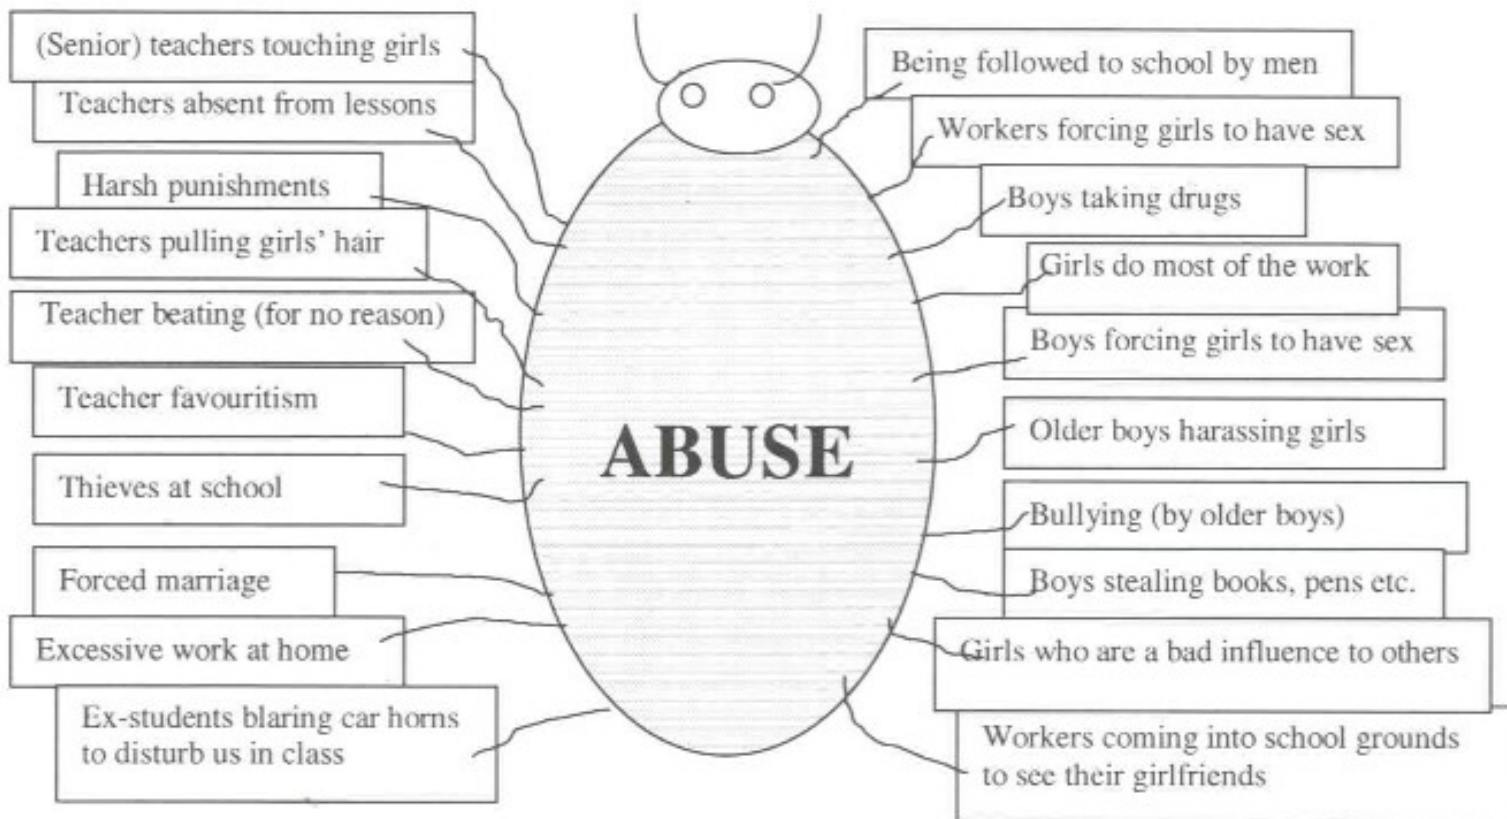 (Senior) teachers touching girls
Teachers absent from lessons
Harsh punishments
Teachers pulling girls' hair
Teacher beating (for no reason)
Teacher favouritism
Thieves at school
Forced marriage
Excessive work at home
Ex-students blaring car horns
to disturb us in class
ABUSE
Being followed to school by men
Workers forcing girls to have sex
Boys taking drugs
Girls do most of the work
Boys forcing girls to have sex
Older boys harassing girls
Bullying (by older boys)
Boys stealing books, pens etc.
Girls who are a bad influence to others
Workers coming into school grounds
to see their girlfriends